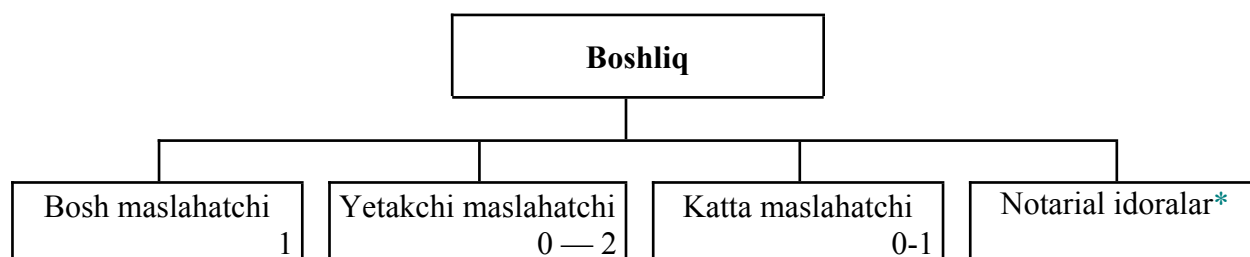 Boshliq
Bosh maslahatchi
1
Yetakchi maslahatchi
0 — 2
Katta maslahatchi
0-1
Notarial idoralar*